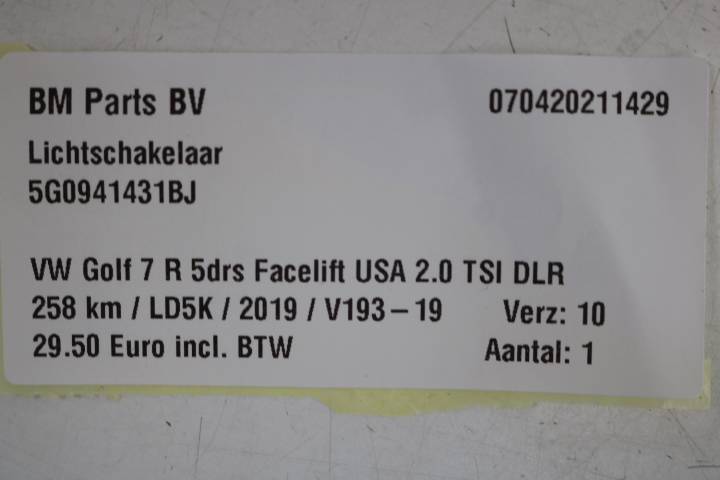 BM Parts BV 070420211429
Lichtschakelaar
5G0941431BJ
VW Golf 7 R 5drs Facelift USA 2.0 TSI DLR
258 km / LD5K / 2019 / V193-19 Verz: 10
29.50 Euro incl. BTW Aantal: 1